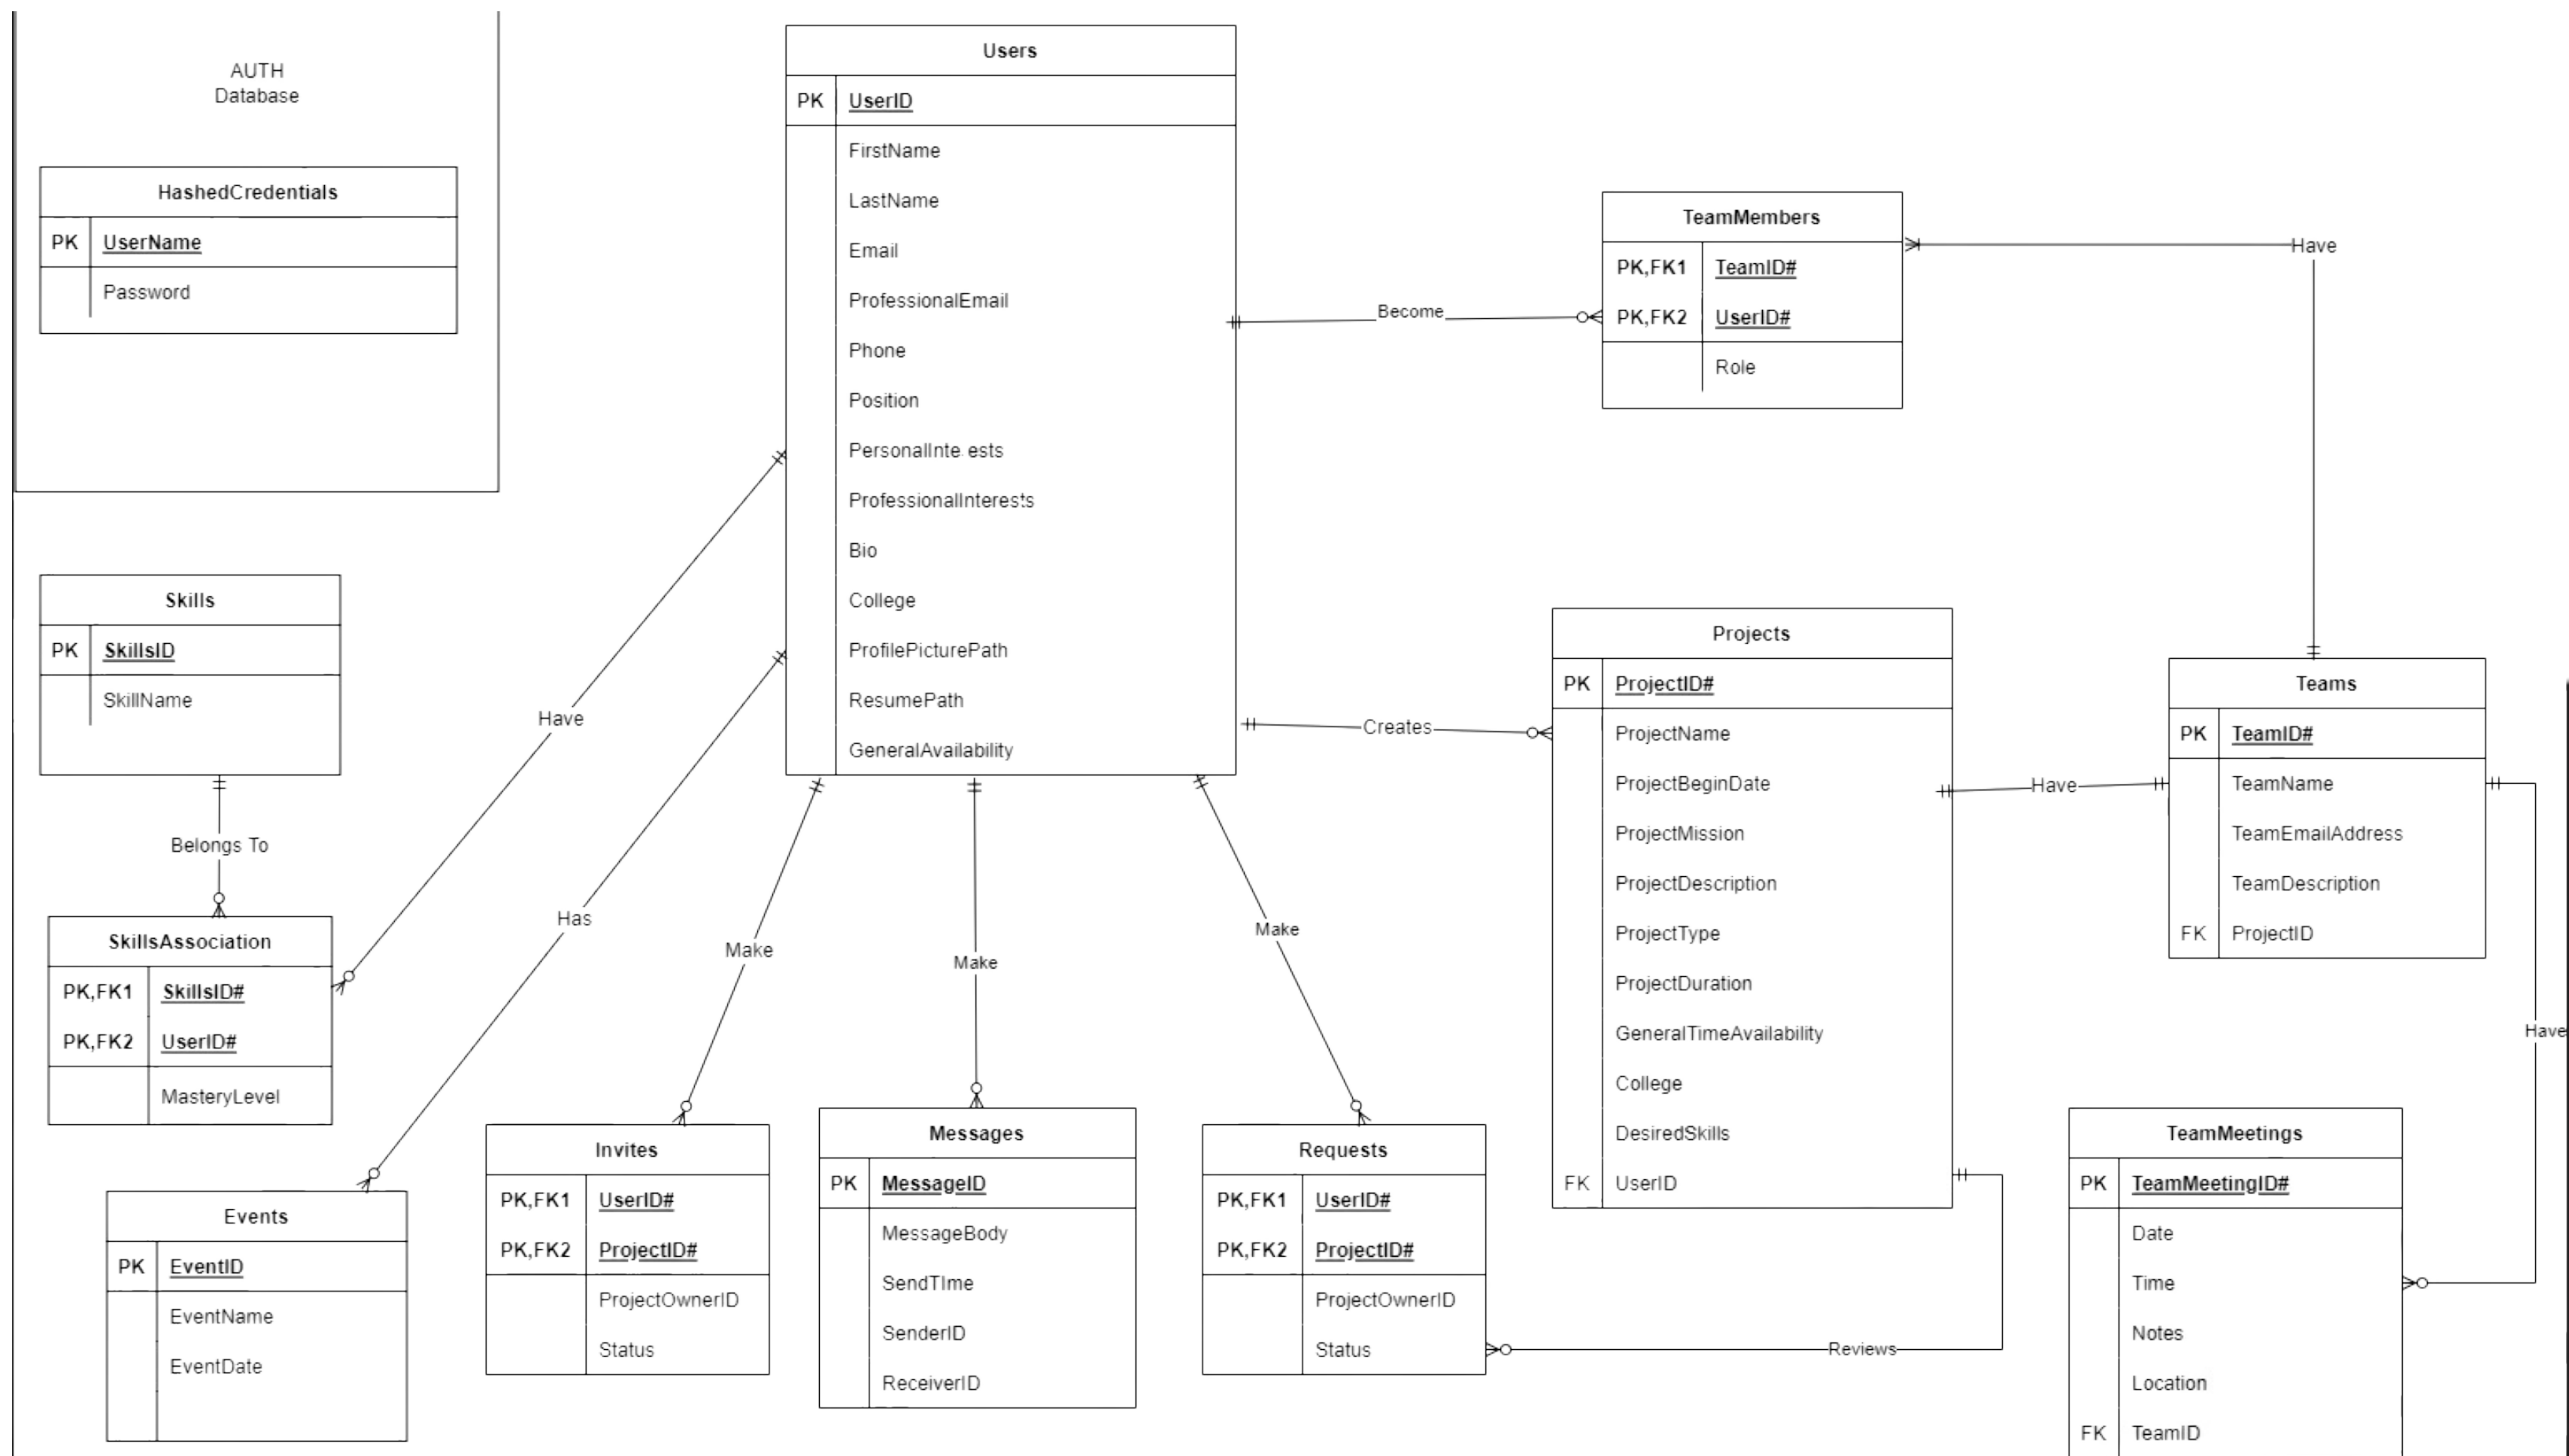 AUTH
Database
HashedCredentials
PK UserName
Password
Users
PK UserID
FirstName
LastName
Email
ProfessionalEmail
Phone
Position
PersonalInte.ests
ProfessionalInterests
Bio
College
ProfilePicturePath
ResumePath
GeneralAvailability
Become
TeamMembers
PK,FK1 TeamID#
PK,FK2 UserID#
Role
Have
Skills
PK SkillsID
SkillName
Belongs To
SkillsAssociation
PK,FK1 SkillsID#
PK,FK2 UserID#
MasteryLevel
Have
Has
Make
Make
Make
Creates
Projects
PK ProjectID#
ProjectName
ProjectBeginDate
ProjectMission
ProjectDescription
ProjectType
ProjectDuration
GeneralTimeAvailability
College
DesiredSkills
FK UserID
Have
Teams
PK TeamID#
TeamName
TeamEmailAddress
TeamDescription
FK ProjectID
Have
Events
PK EventID
EventName
EventDate
Invites
PK,FK1 UserID#
PK,FK2 ProjectID#
ProjectOwnerID
Status
Messages
PK MessageID
MessageBody
SendTIme
SenderID
ReceiverID
Requests
PK,FK1 UserID#
PK,FK2 ProjectID#
ProjectOwnerID
Status
Reviews
TeamMeetings
PK TeamMeetingID#
Date
Time
Notes
Location
FK TeamID